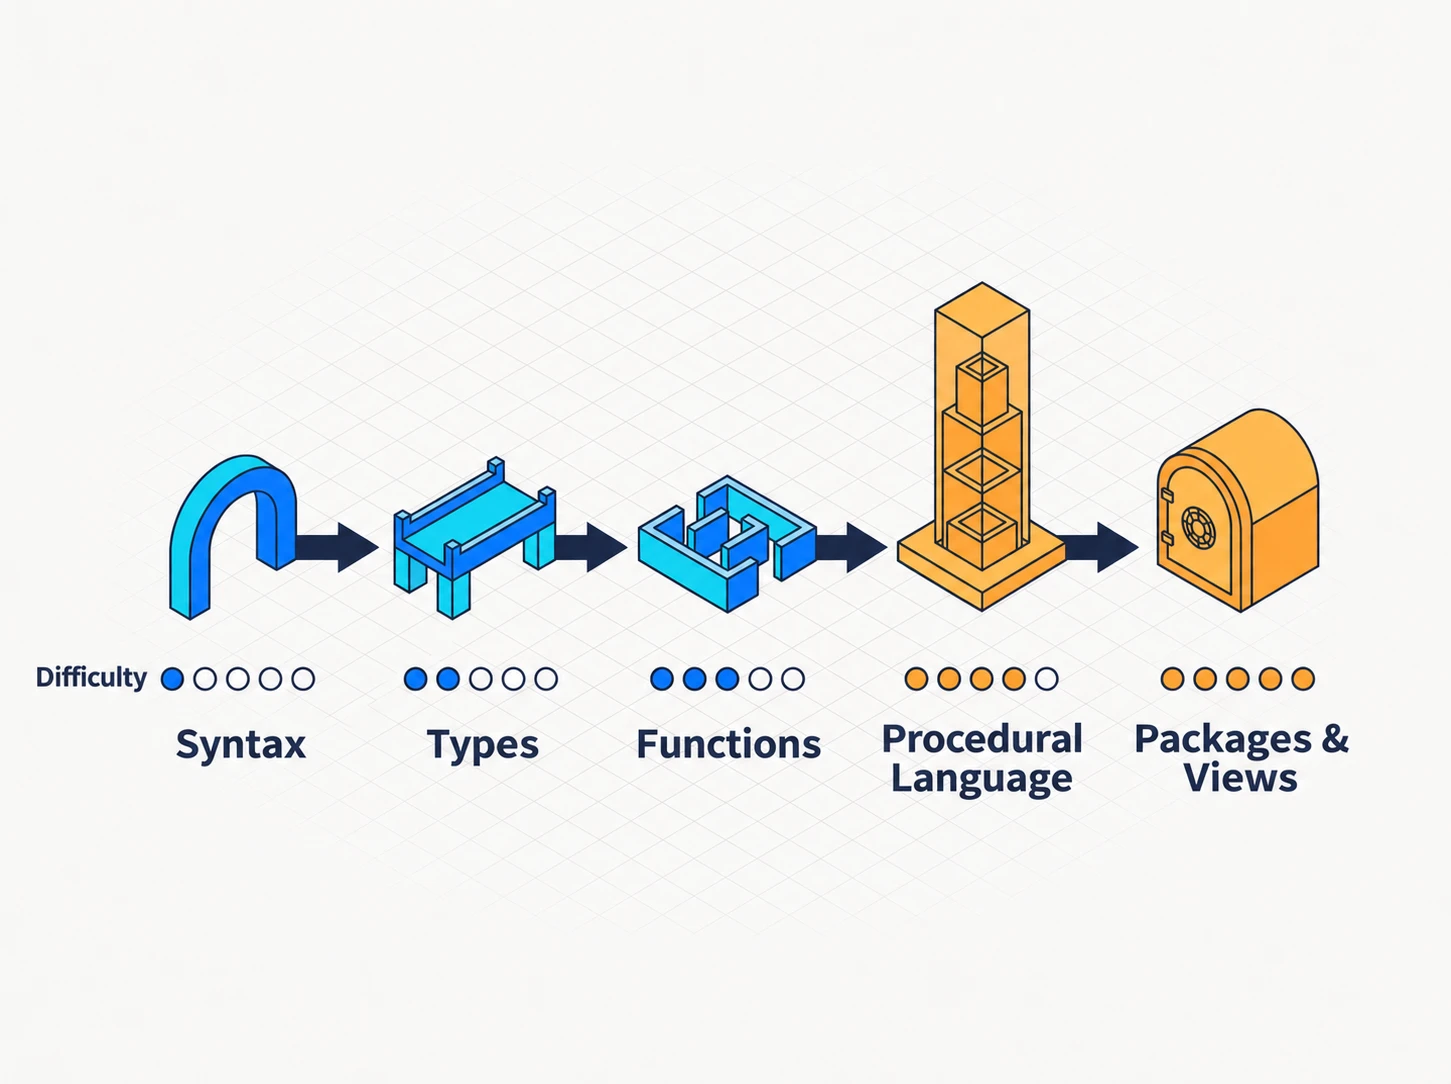 Difficulty
Syntax
Types
Functions
Procedural
Language
Packages &
Views